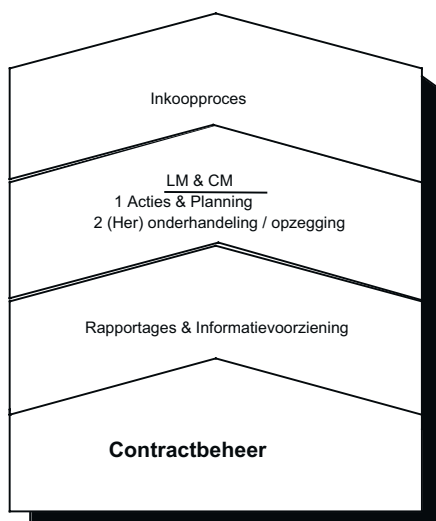 Inkoopproces
LM & CM
1 Acties & Planning
2 (Her) onderhandeling / opzegging
Rapportages & Informatievoorziening
Contractbeheer